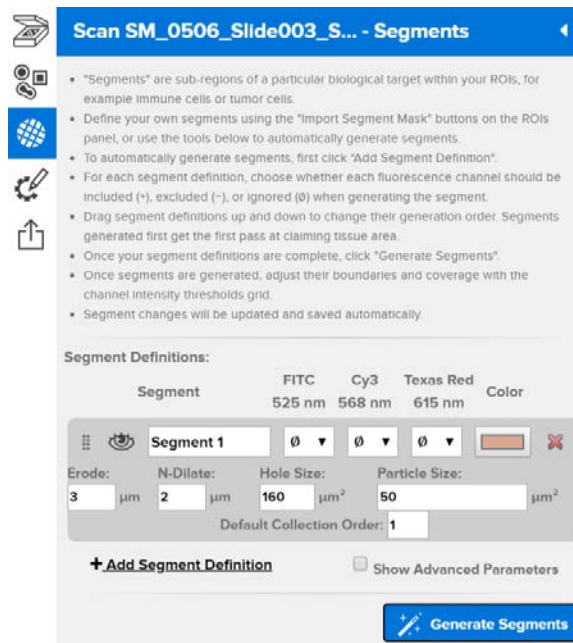 Scan SM_0506_Slide003_S... - Segments
• "Segments" are sub-regions of a particular biological target within your ROIs, for
example immune cells or tumor cells.
• Define your own segments using the "Import Segment Mask" buttons on the ROIs
panel, or use the tools below to automatically generate segments.
• To automatically generate segments, first click "Add Segment Definition".
• For each segment definition, choose whether each fluorescence channel should be
included (+), excluded (−), or ignored (Ø) when generating the segment.
• Drag segment definitions up and down to change their generation order. Segments
generated first get the first pass at claiming tissue area.
• Once your segment definitions are complete, click "Generate Segments".
• Once segments are generated, adjust their boundaries and coverage with the
channel intensity thresholds grid.
• Segment changes will be updated and saved automatically.
Segment Definitions:
Segment FITC 525 nm Cy3 568 nm Texas Red 615 nm Color
Segment 1 Ø Ø Ø
Erode: N-Dilate: Hole Size: Particle Size:
3 µm 2 µm 160 µm² 50 µm²
Default Collection Order: 1
+ Add Segment Definition Show Advanced Parameters
Generate Segments